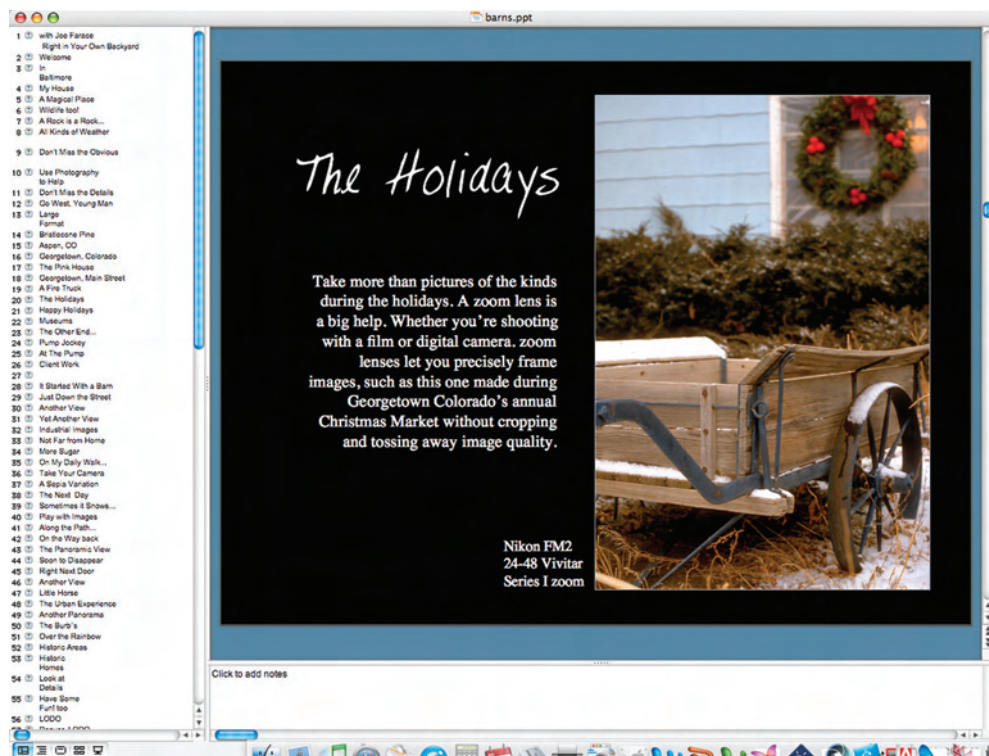 barns.ppt
1 with Joe Farace
Right in Your Own Backyard
2 Welcome
3 In
Baltimore
4 My House
5 A Magical Place
6 Wildlife too!
7 A Rock is a Rock...
8 All Kinds of Weather
9 Don't Miss the Obvious
10 Use Photography
to Help
11 Don't Miss the Details
12 Go West, Young Man
13 Large
Format
14 Bristlecone Pine
15 Aspen, CO
16 Georgetown, Colorado
17 The Pink House
18 Georgetown, Main Street
19 A Fire Truck
20 The Holidays
21 Happy Holidays
22 Museums
23 The Other End...
24 Pump Jockey
25 At The Pump
26 Client Work
27
28 It Started With a Barn
29 Just Down the Street
30 Another View
31 Yet Another View
32 Industrial Images
33 Not Far from Home
34 More Sugar
35 On My Daily Walk...
36 Take Your Camera
37 A Sepia Variation
38 The Next Day
39 Sometimes it Snows...
40 Play with Images
41 Along the Path...
42 On the Way back
43 The Panoramic View
44 Soon to Disappear
45 Right Next Door
46 Another View
47 Little Horse
48 The Urban Experience
49 Another Panorama
50 The Burb's
51 Over the Rainbow
52 Historic Areas
53 Historic
Homes
54 Look at
Details
55 Have Some
Fun! too
56 LODO
The Holidays
Take more than pictures of the kinds
during the holidays. A zoom lens is
a big help. Whether you're shooting
with a film or digital camera. zoom
lenses let you precisely frame
images, such as this one made during
Georgetown Colorado's annual
Christmas Market without cropping
and tossing away image quality.
Nikon FM2
24-48 Vivitar
Series I zoom
Click to add notes